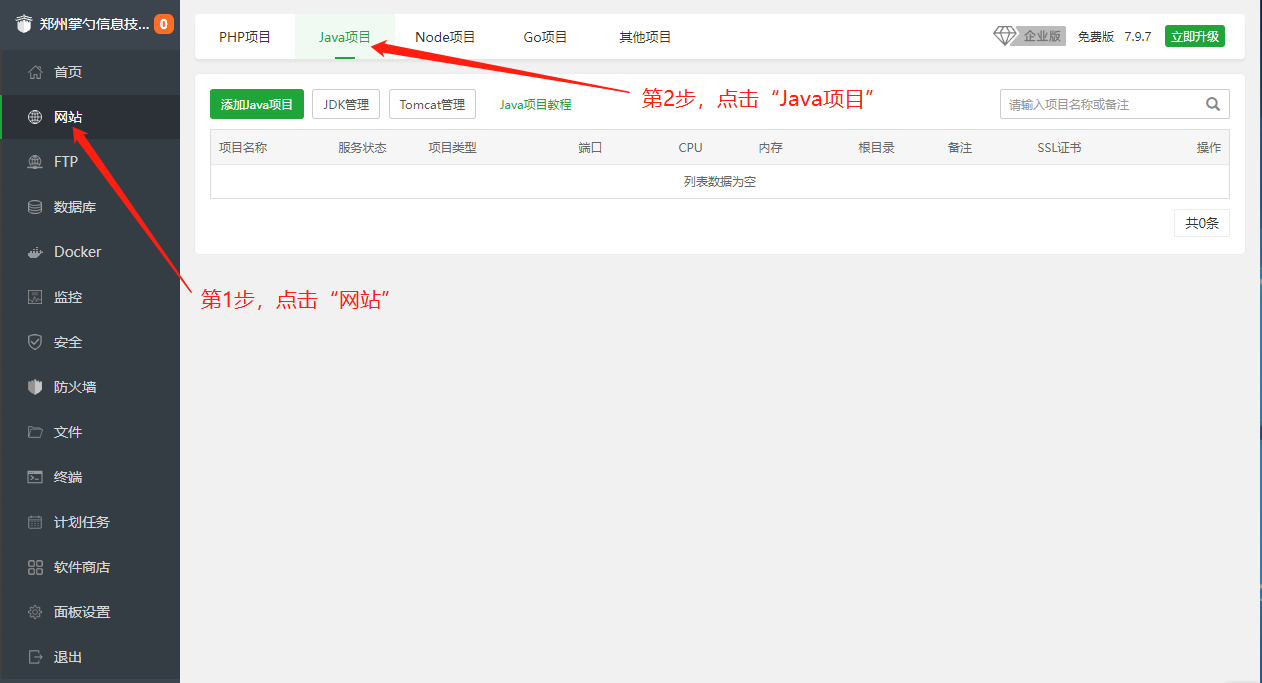 郑州掌勺信息技... 0
首页
网站
FTP
数据库
Docker
监控
安全
防火墙
文件
终端
计划任务
软件商店
面板设置
退出
PHP项目 Java项目 Node项目 Go项目 其他项目 企业版 免费版 7.9.7 立即升级
第2步，点击“Java项目”
添加Java项目 JDK管理 Tomcat管理 Java项目教程 请输入项目名称或备注
项目名称 服务状态 项目类型 端口 CPU 内存 根目录 备注 SSL证书 操作
列表数据为空
共0条
第1步，点击“网站”